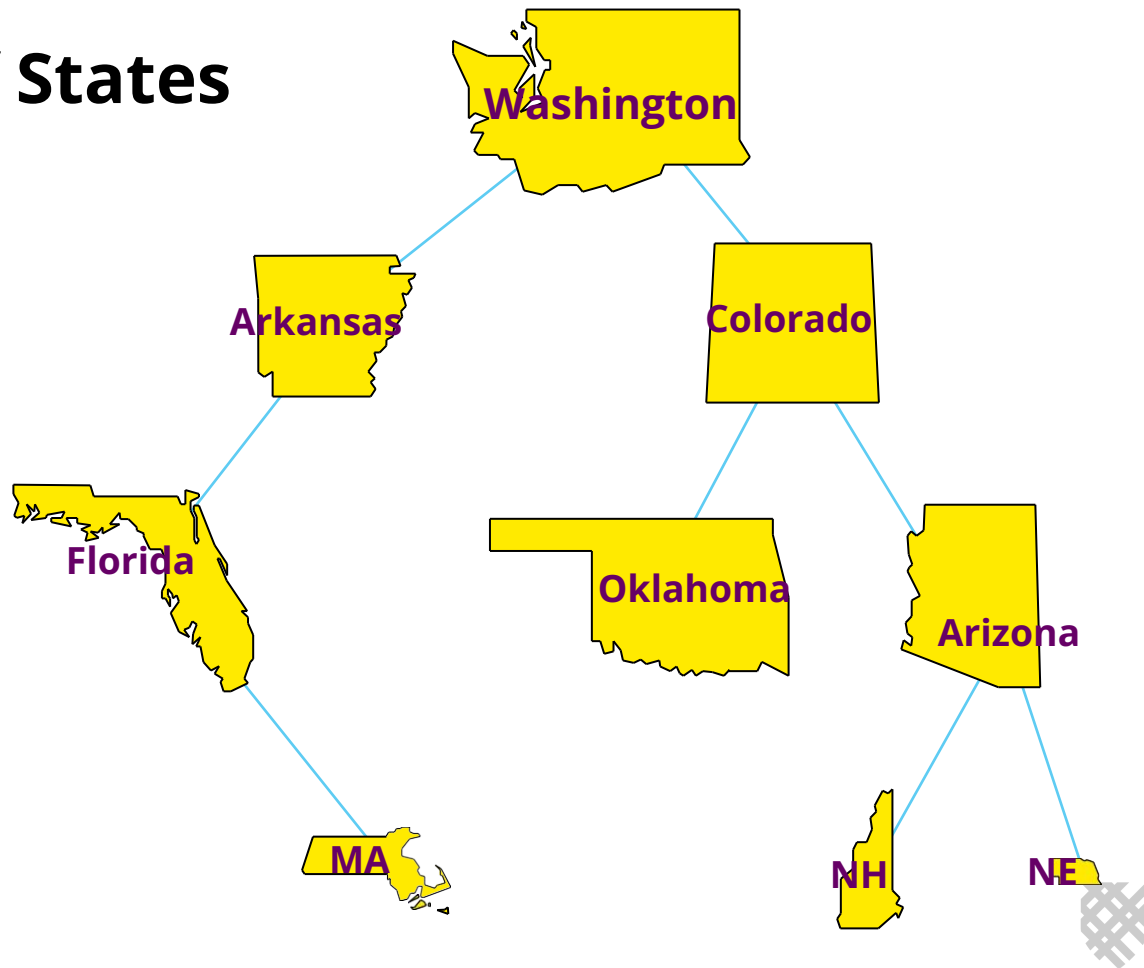 States
Washington
Arkansas
Colorado
Florida
Oklahoma
Arizona
MA
NH
NE